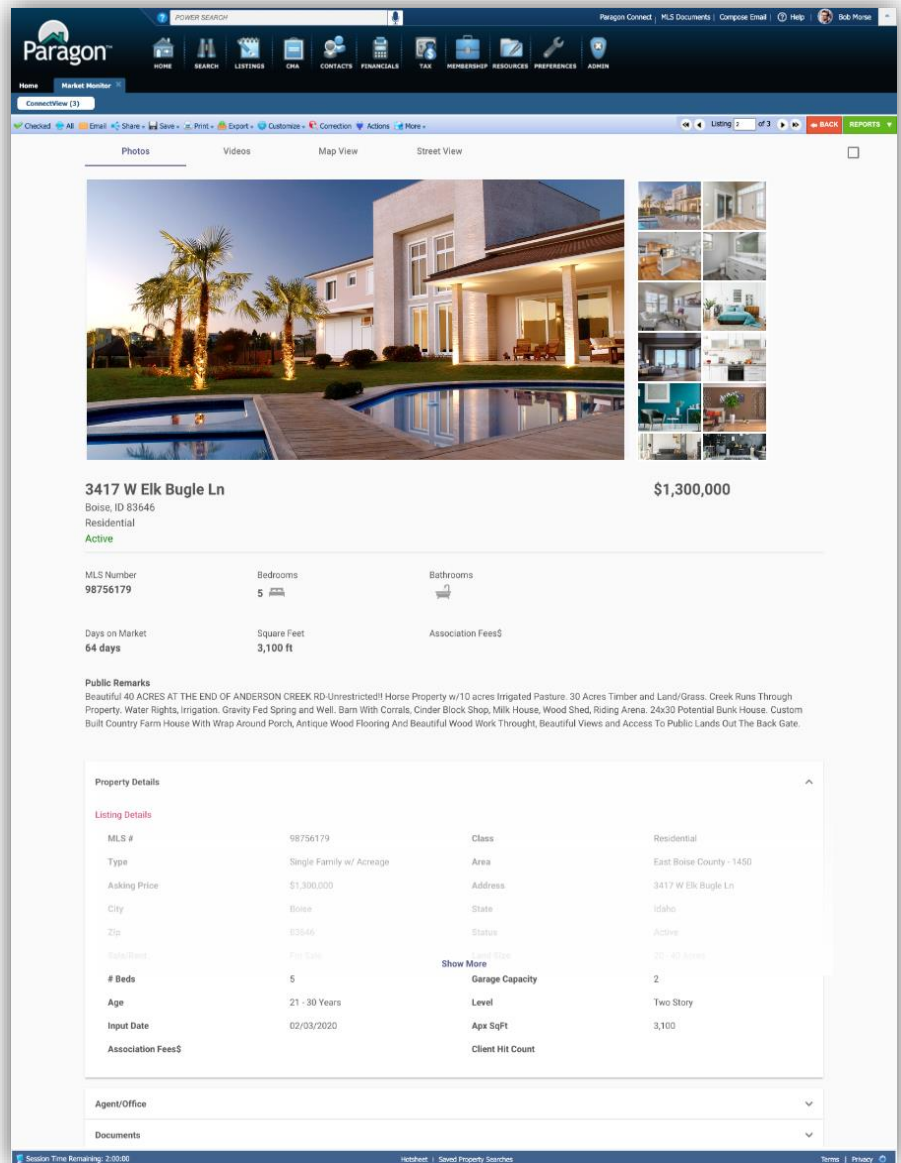 POWER SEARCH
Paragon Connect | MLS Documents | Compose Email | Help | Bob Morse
Paragon™
HOME SEARCH LISTINGS CMA CONTACTS FINANCIALS TAX MEMBERSHIP RESOURCES PREFERENCES ADMIN
Home Market Monitor
ConnectView (3)
Checked All Email Share Save Print Export Customize Correction Actions More Listing 2 of 3 BACK REPORTS
Photos Videos Map View Street View
3417 W Elk Bugle Ln $1,300,000
Boise, ID 83646
Residential
Active
MLS Number Bedrooms Bathrooms
98756179 5
Days on Market Square Feet Association Fees$
64 days 3,100 ft
Public Remarks
Beautiful 40 ACRES AT THE END OF ANDERSON CREEK RD-Unrestricted!! Horse Property w/10 acres Irrigated Pasture. 30 Acres Timber and Land/Grass. Creek Runs Through
Property. Water Rights, Irrigation. Gravity Fed Spring and Well. Barn With Corrals, Cinder Block Shop, Milk House, Wood Shed, Riding Arena. 24x30 Potential Bunk House. Custom
Built Country Farm House With Wrap Around Porch, Antique Wood Flooring And Beautiful Wood Work Throught, Beautiful Views and Access To Public Lands Out The Back Gate.
Property Details
Listing Details
MLS # 98756179 Class Residential
Type Single Family w/ Acreage Area East Boise County - 1450
Asking Price $1,300,000 Address 3417 W Elk Bugle Ln
City Boise State Idaho
Zip 83646 Status Active
Sale/Rent For Sale
Show More
# Beds 5 Garage Capacity 2
Age 21 - 30 Years Level Two Story
Input Date 02/03/2020 Apx SqFt 3,100
Association Fees$ Client Hit Count
Agent/Office
Documents
Session Time Remaining: 2:00:00 Hotsheet | Saved Property Searches Terms | Privacy